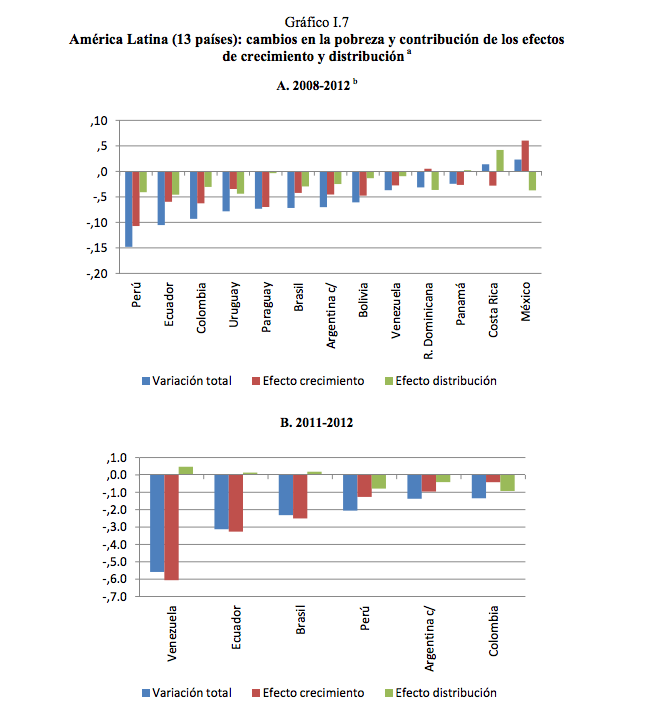 Gráfico I.7
América Latina (13 países): cambios en la pobreza y contribución de los efectos
de crecimiento y distribución a
A. 2008-2012 b
,10
,5
,0
-,5
-,10
-,15
-,20
Perú
Ecuador
Colombia
Uruguay
Paraguay
Brasil
Argentina c/
Bolivia
Venezuela
R. Dominicana
Panamá
Costa Rica
México
Variación total Efecto crecimiento Efecto distribución
B. 2011-2012
,1.0
,0.0
-,1.0
-,2.0
-,3.0
-,4.0
-,5.0
-,6.0
-,7.0
Venezuela
Ecuador
Brasil
Perú
Argentina c/
Colombia
Variación total Efecto crecimiento Efecto distribución